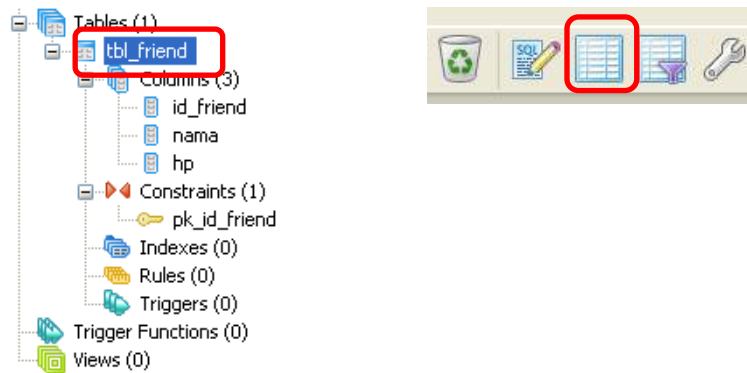 Tables (1)
tbl_friend
Columns (3)
id_friend
nama
hp
Constraints (1)
pk_id_friend
Indexes (0)
Rules (0)
Triggers (0)
Trigger Functions (0)
Views (0)
SQL